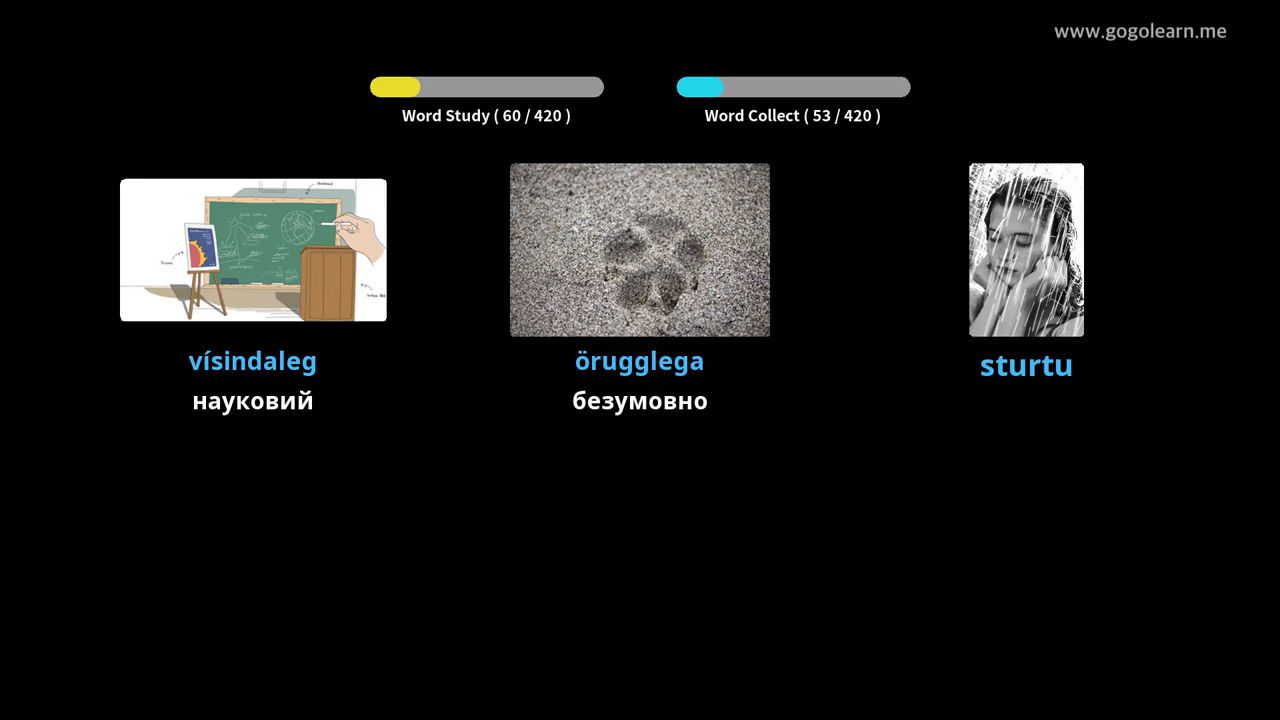 www.gogolearn.me
Word Study ( 60 / 420 )
Word Collect ( 53 / 420 )
vísindaleg
науковий
örugglega
безумовно
sturtu